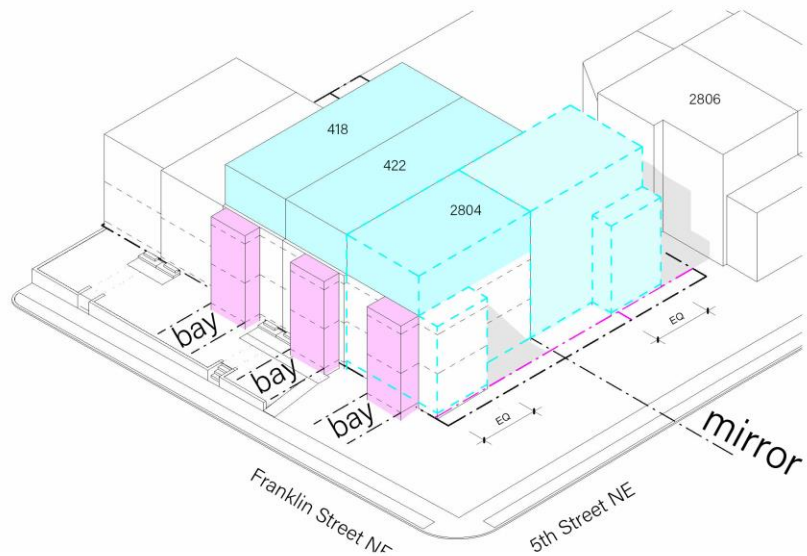 2806
418
422
2804
bay
bay
bay
EQ
EQ
mirror
Franklin Street NE
5th Street NE